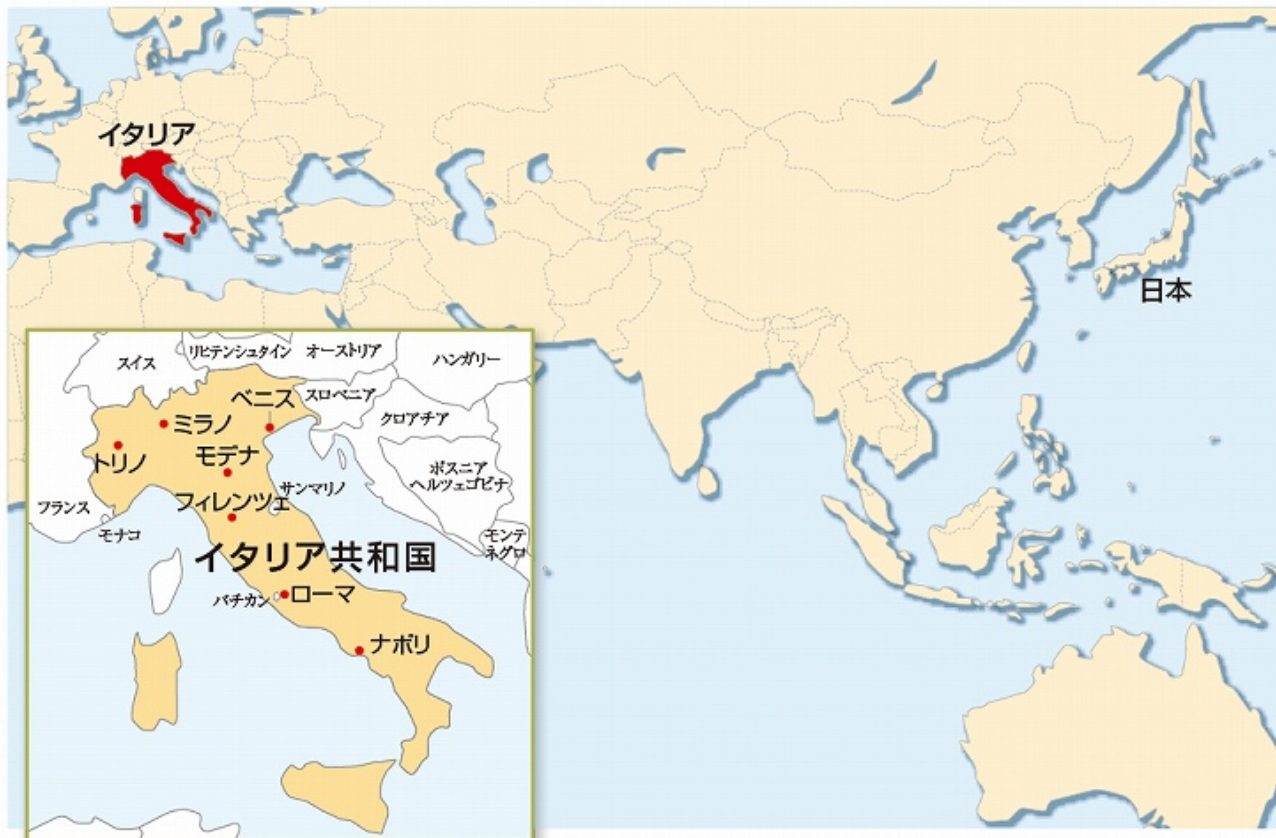 イタリア
日本
スイス
リヒテンシュタイン
オーストリア
ハンガリー
ベニス
スロベニア
ミラノ
クロアチア
トリノ
モデナ
ボスニア
ヘルツェゴビナ
サンマリノ
フィレンツェ
フランス
モナコ
モンテ
ネグロ
イタリア共和国
バチカン
ローマ
ナポリ